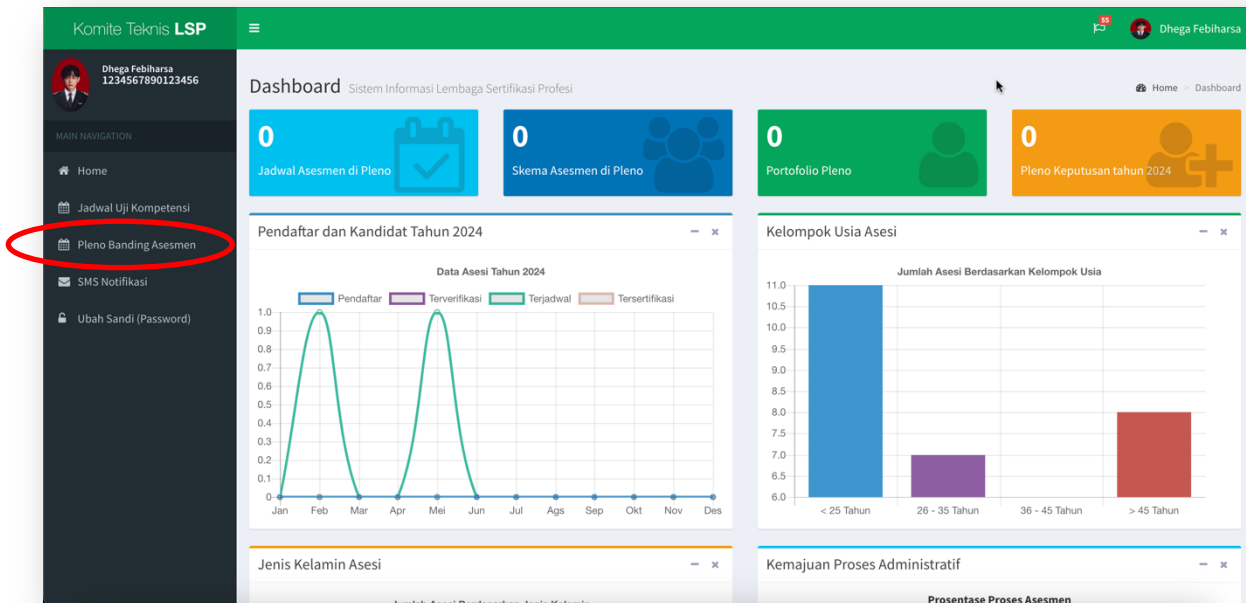 Komite Teknis LSP
55
Dhega Febiharsa
Dhega Febiharsa
1234567890123456
MAIN NAVIGATION
Home
Jadwal Uji Kompetensi
Pleno Banding Asesmen
SMS Notifikasi
Ubah Sandi (Password)
Dashboard Sistem Informasi Lembaga Sertifikasi Profesi
Home > Dashboard
0
Jadwal Asesmen di Pleno
0
Skema Asesmen di Pleno
0
Portofolio Pleno
0
Pleno Keputusan tahun 2024
Pendaftar dan Kandidat Tahun 2024
Data Asesi Tahun 2024
Pendaftar Terverifikasi Terjadwal Tersertifikasi
1.0
0.9
0.8
0.7
0.6
0.5
0.4
0.3
0.2
0.1
0
Jan Feb Mar Apr Mei Jun Jul Ags Sep Okt Nov Des
Kelompok Usia Asesi
Jumlah Asesi Berdasarkan Kelompok Usia
11.0
10.5
10.0
9.5
9.0
8.5
8.0
7.5
7.0
6.5
6.0
< 25 Tahun 26 - 35 Tahun 36 - 45 Tahun > 45 Tahun
Jenis Kelamin Asesi
Jumlah Asesi Berdasarkan Jenis Kelamin
Kemajuan Proses Administratif
Prosentase Proses Asesmen